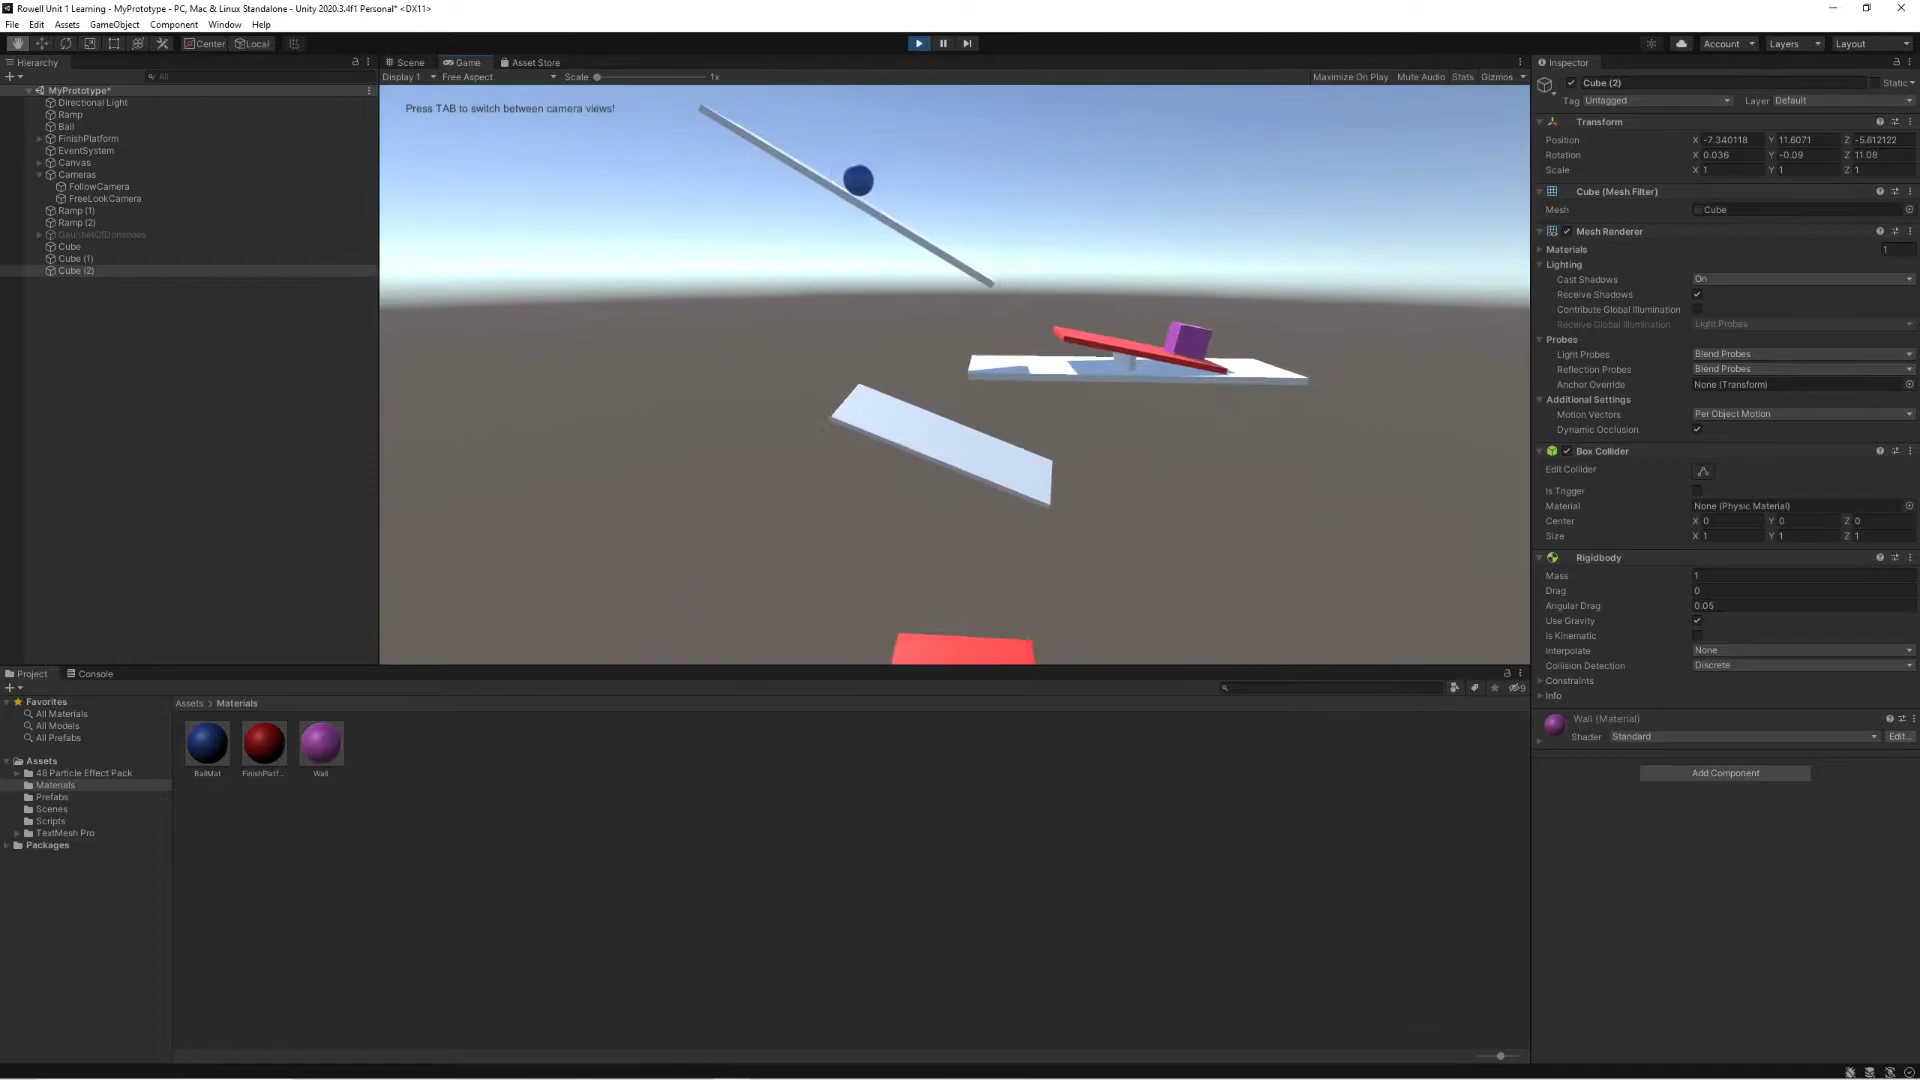 Rowell Unit 1 Learning - MyPrototype - PC, Mac & Linux Standalone - Unity 2020.3.4f1 Personal* <DX11>
File Edit Assets GameObject Component Window Help
Center Local Account Layers Layout
Hierarchy
All
MyPrototype*
Directional Light
Ramp
Ball
FinishPlatform
EventSystem
Canvas
Cameras
FollowCamera
FreeLookCamera
Ramp (1)
Ramp (2)
GauntletOfDominoes
Cube
Cube (1)
Cube (2)
Scene Game Asset Store
Display 1 Free Aspect Scale 1x Maximize On Play Mute Audio Stats Gizmos
Press TAB to switch between camera views!
Inspector
Cube (2) Static
Tag Untagged Layer Default
Transform
Position X -7.340118 Y 11.6071 Z -5.612122
Rotation X 0.036 Y -0.09 Z 11.08
Scale X 1 Y 1 Z 1
Cube (Mesh Filter)
Mesh Cube
Mesh Renderer
Materials 1
Lighting
Cast Shadows On
Receive Shadows
Contribute Global Illumination
Receive Global Illumination Light Probes
Probes
Light Probes Blend Probes
Reflection Probes Blend Probes
Anchor Override None (Transform)
Additional Settings
Motion Vectors Per Object Motion
Dynamic Occlusion
Box Collider
Edit Collider
Is Trigger
Material None (Physic Material)
Center X 0 Y 0 Z 0
Size X 1 Y 1 Z 1
Rigidbody
Mass 1
Drag 0
Angular Drag 0.05
Use Gravity
Is Kinematic
Interpolate None
Collision Detection Discrete
Constraints
Info
Wall (Material)
Shader Standard Edit...
Add Component
Project Console
9
Favorites
All Materials
All Models
All Prefabs
Assets
48 Particle Effect Pack
Materials
Prefabs
Scenes
Scripts
TextMesh Pro
Packages
Assets > Materials
BallMat FinishPlatf... Wall